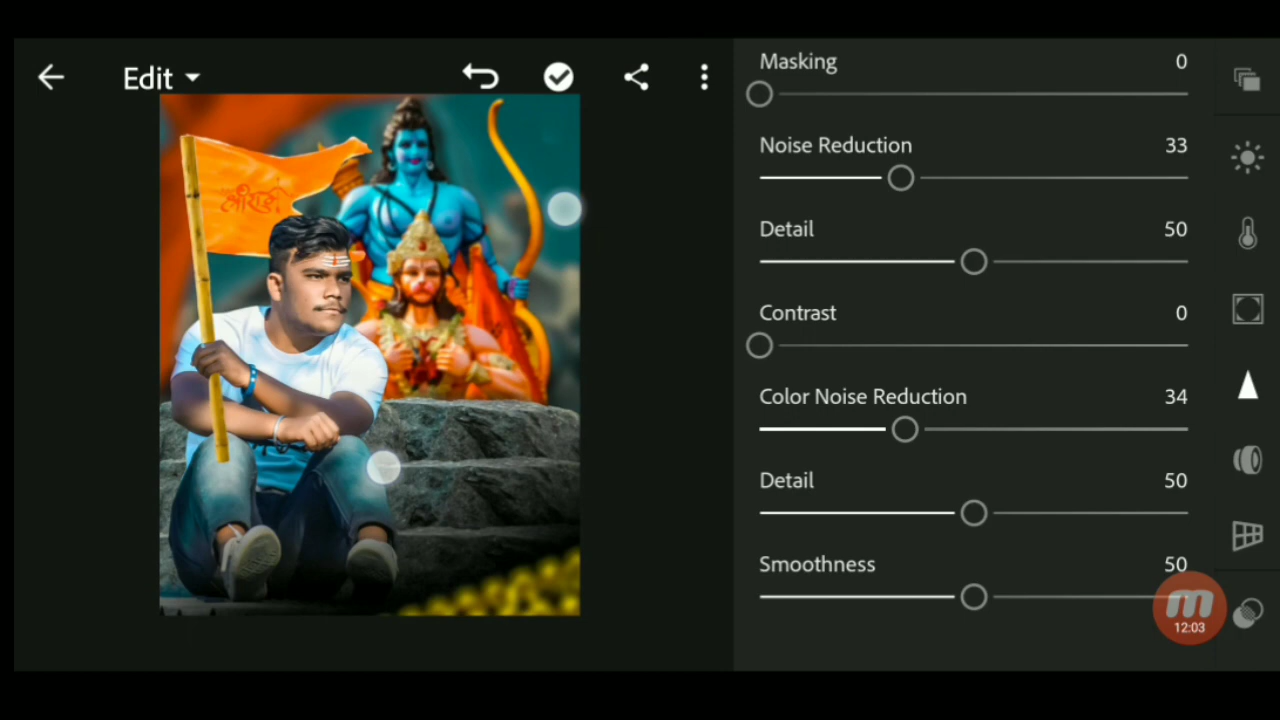 Edit
Masking 0
Noise Reduction 33
Detail 50
Contrast 0
Color Noise Reduction 34
Detail 50
Smoothness 50
m
12:03